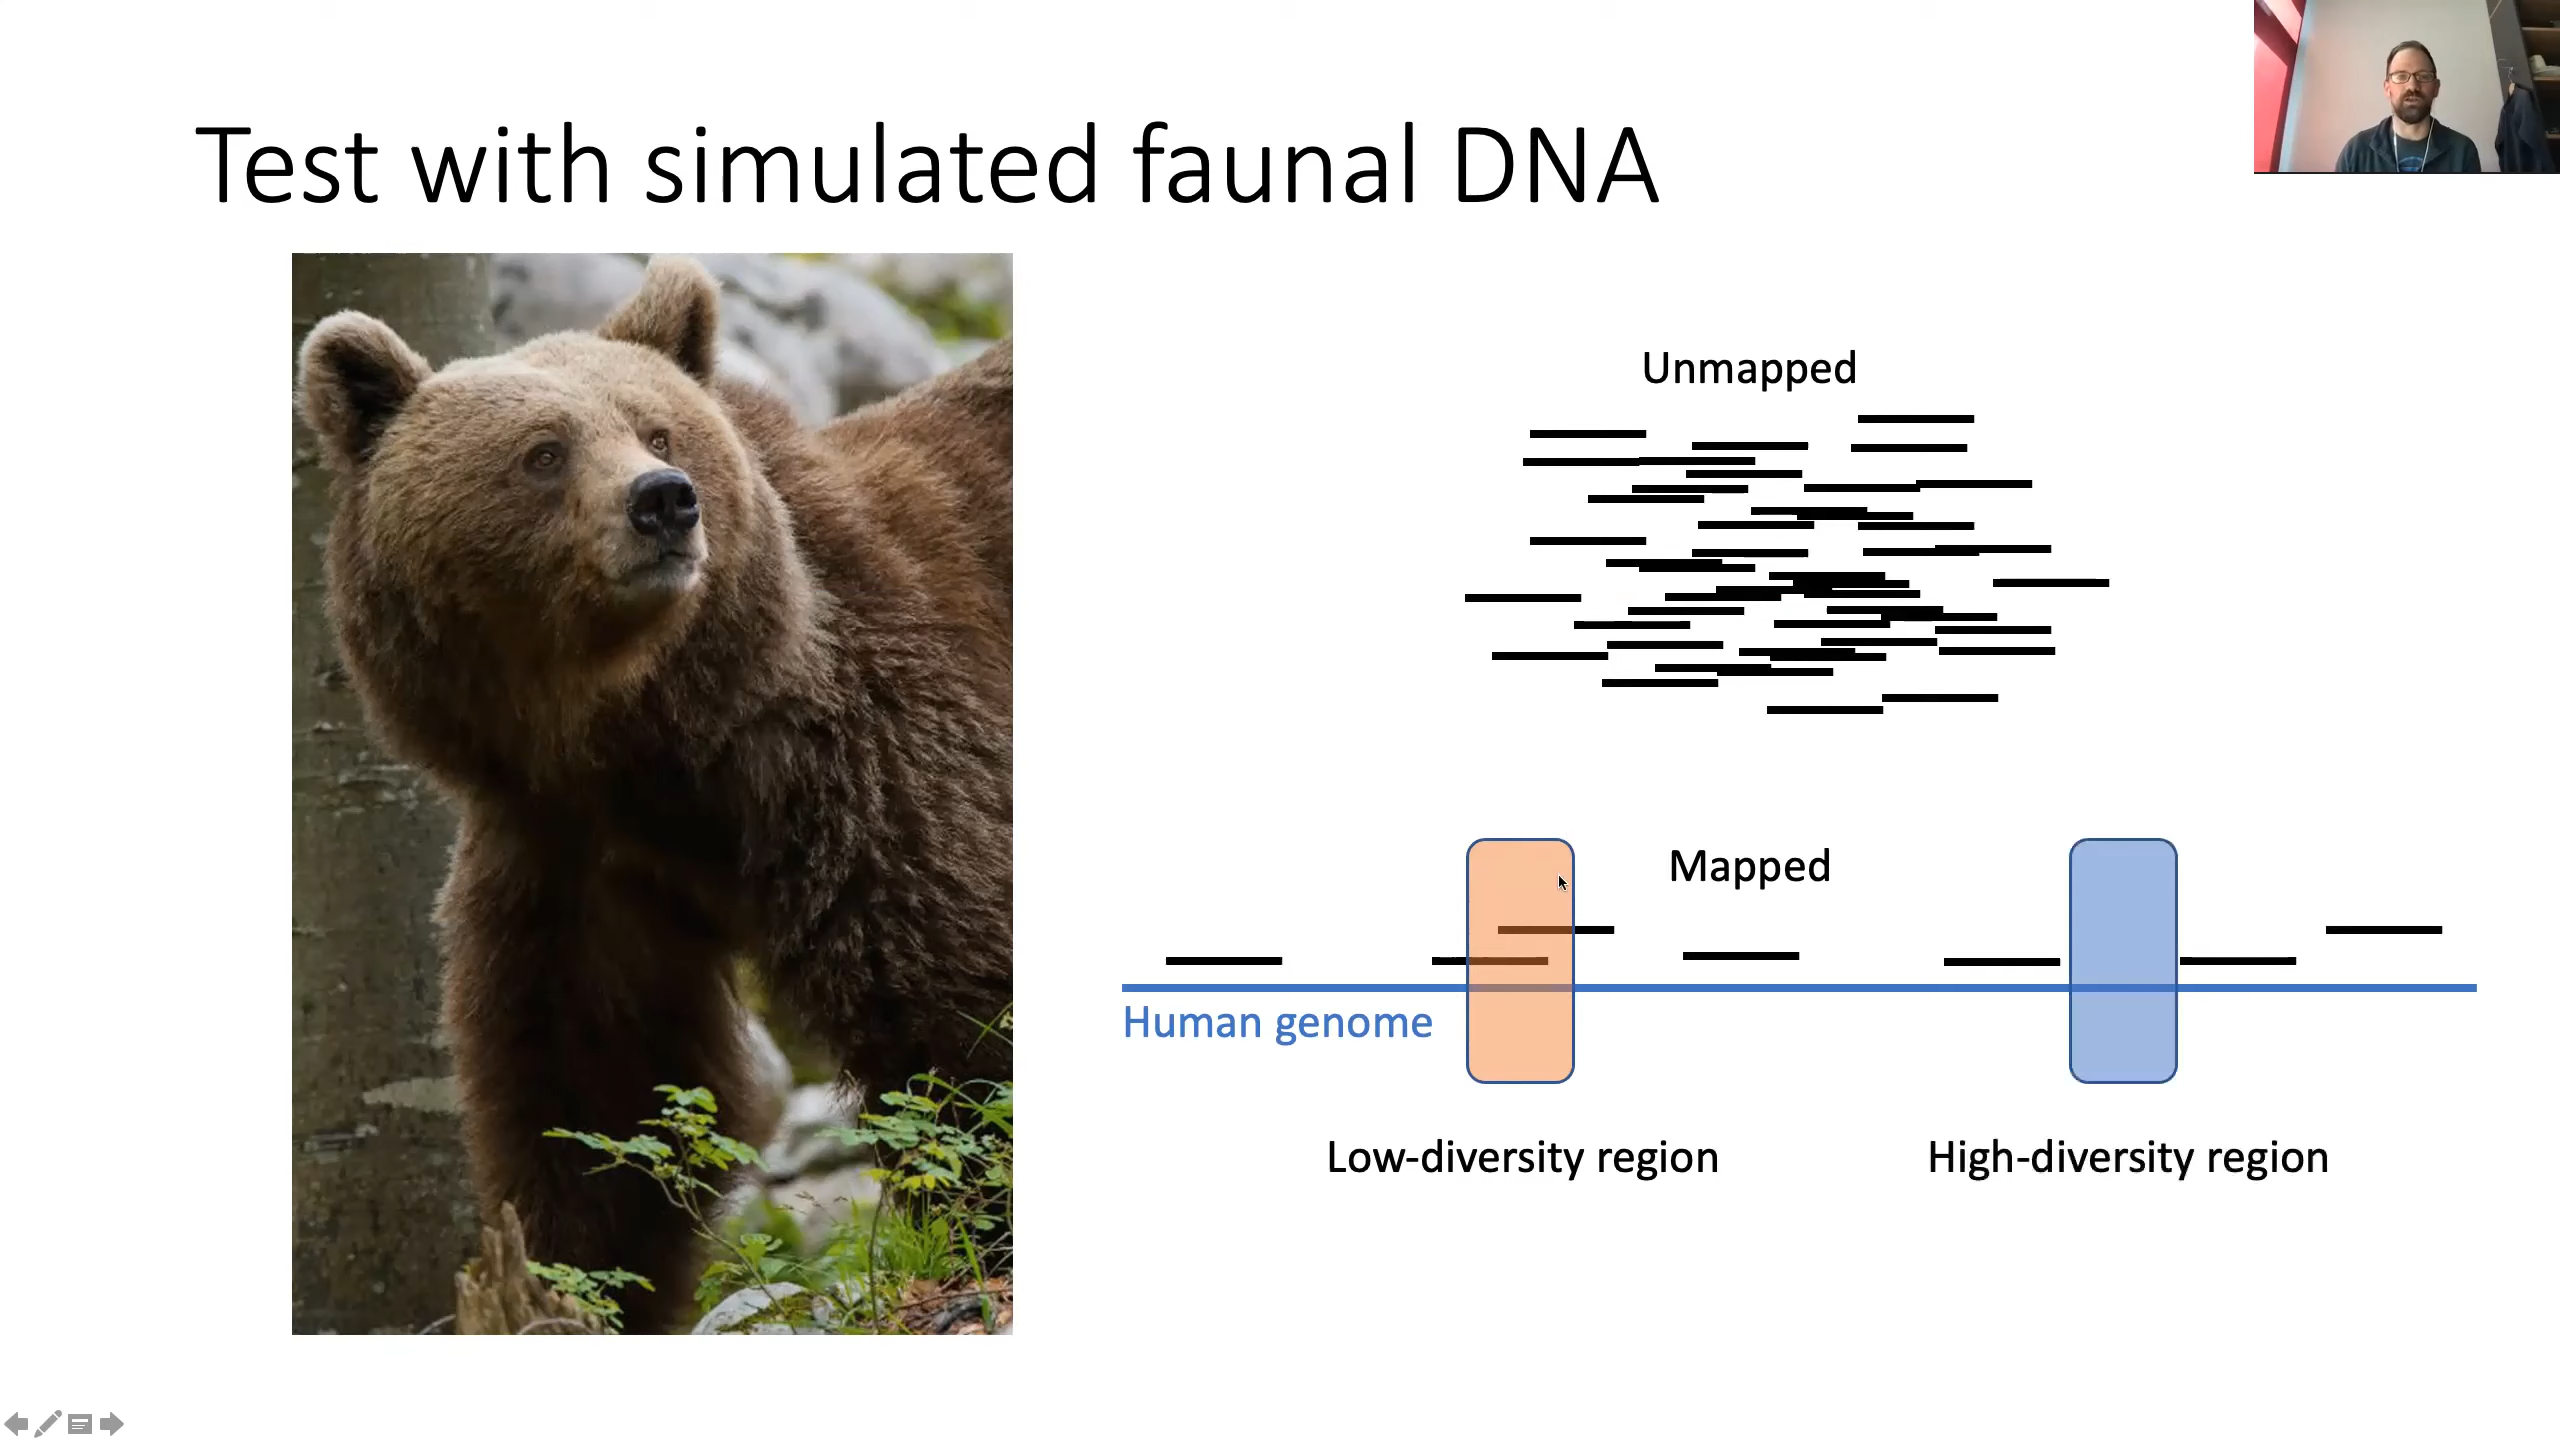 Test with simulated faunal DNA
Unmapped
Mapped
Human genome
Low-diversity region
High-diversity region